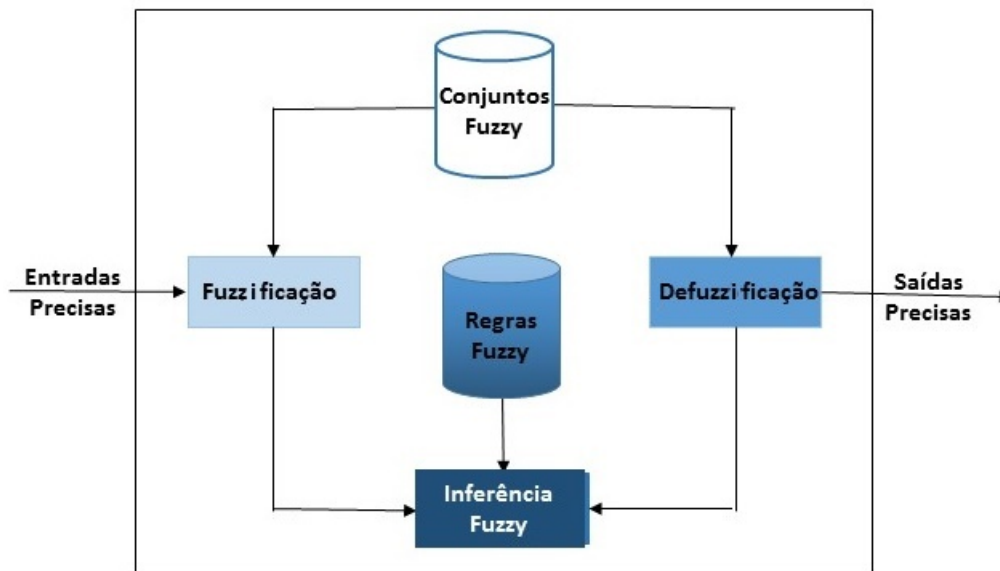 Conjuntos
Fuzzy
Entradas
Precisas
Fuzzificação
Regras
Fuzzy
Defuzzificação
Saídas
Precisas
Inferência
Fuzzy